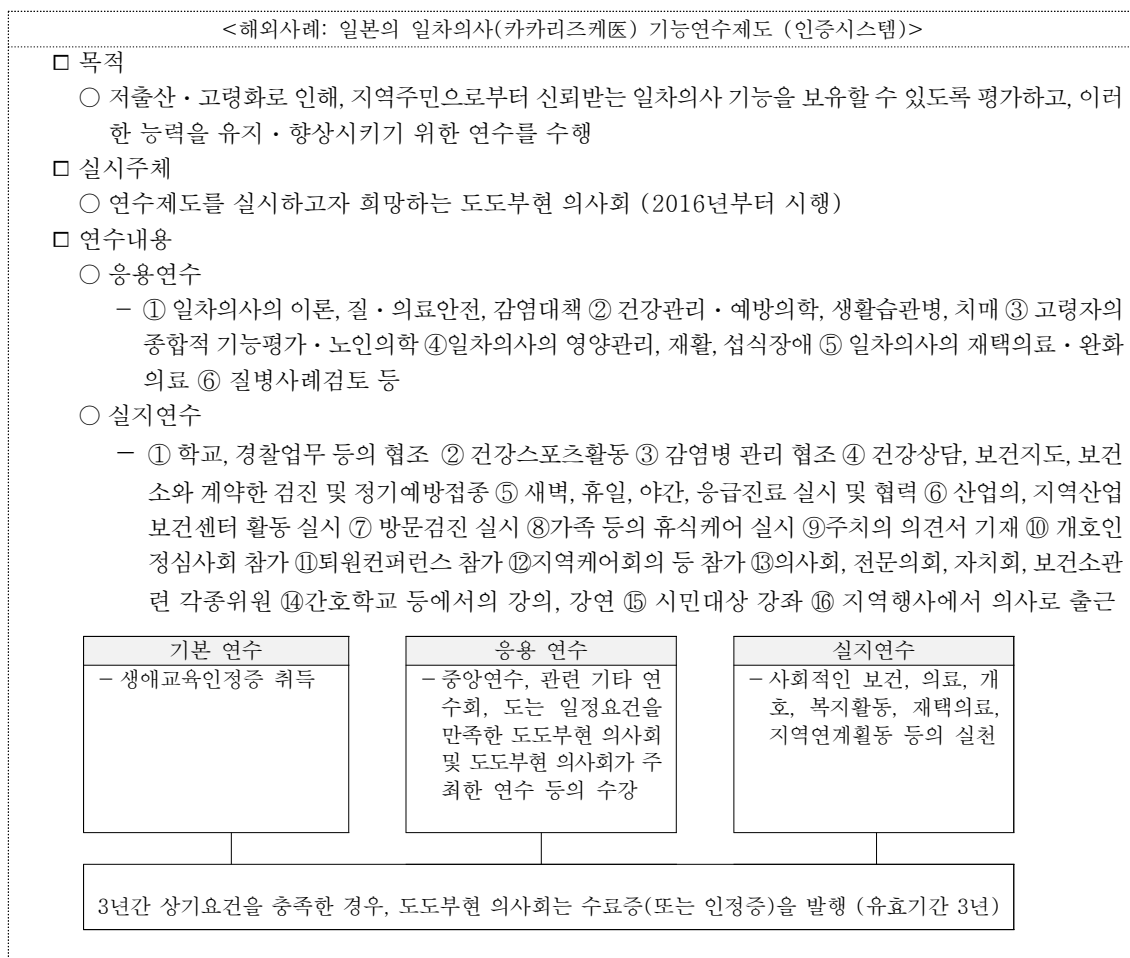 <해외사례: 일본의 일차의사(카카리즈케医) 기능연수제도 (인증시스템)>
□ 목적
○ 저출산・고령화로 인해, 지역주민으로부터 신뢰받는 일차의사 기능을 보유할 수 있도록 평가하고, 이러
한 능력을 유지・향상시키기 위한 연수를 수행
□ 실시주체
○ 연수제도를 실시하고자 희망하는 도도부현 의사회 (2016년부터 시행)
□ 연수내용
○ 응용연수
－ ① 일차의사의 이론, 질・의료안전, 감염대책 ② 건강관리・예방의학, 생활습관병, 치매 ③ 고령자의
종합적 기능평가・노인의학 ④일차의사의 영양관리, 재활, 섭식장애 ⑤ 일차의사의 재택의료・완화
의료 ⑥ 질병사례검토 등
○ 실지연수
－ ① 학교, 경찰업무 등의 협조 ② 건강스포츠활동 ③ 감염병 관리 협조 ④ 건강상담, 보건지도, 보건
소와 계약한 검진 및 정기예방접종 ⑤ 새벽, 휴일, 야간, 응급진료 실시 및 협력 ⑥ 산업의, 지역산업
보건센터 활동 실시 ⑦ 방문검진 실시 ⑧가족 등의 휴식케어 실시 ⑨주치의 의견서 기재 ⑩ 개호인
정심사회 참가 ⑪퇴원컨퍼런스 참가 ⑫지역케어회의 등 참가 ⑬의사회, 전문의회, 자치회, 보건소관
련 각종위원 ⑭간호학교 등에서의 강의, 강연 ⑮ 시민대상 강좌 ⑯ 지역행사에서 의사로 출근
기본 연수
－ 생애교육인정증 취득
응용 연수
－ 중앙연수, 관련 기타 연
수회, 도는 일정요건을
만족한 도도부현 의사회
및 도도부현 의사회가 주
최한 연수 등의 수강
실지연수
－ 사회적인 보건, 의료, 개
호, 복지활동, 재택의료,
지역연계활동 등의 실천
3년간 상기요건을 충족한 경우, 도도부현 의사회는 수료증(또는 인정증)을 발행 (유효기간 3년)